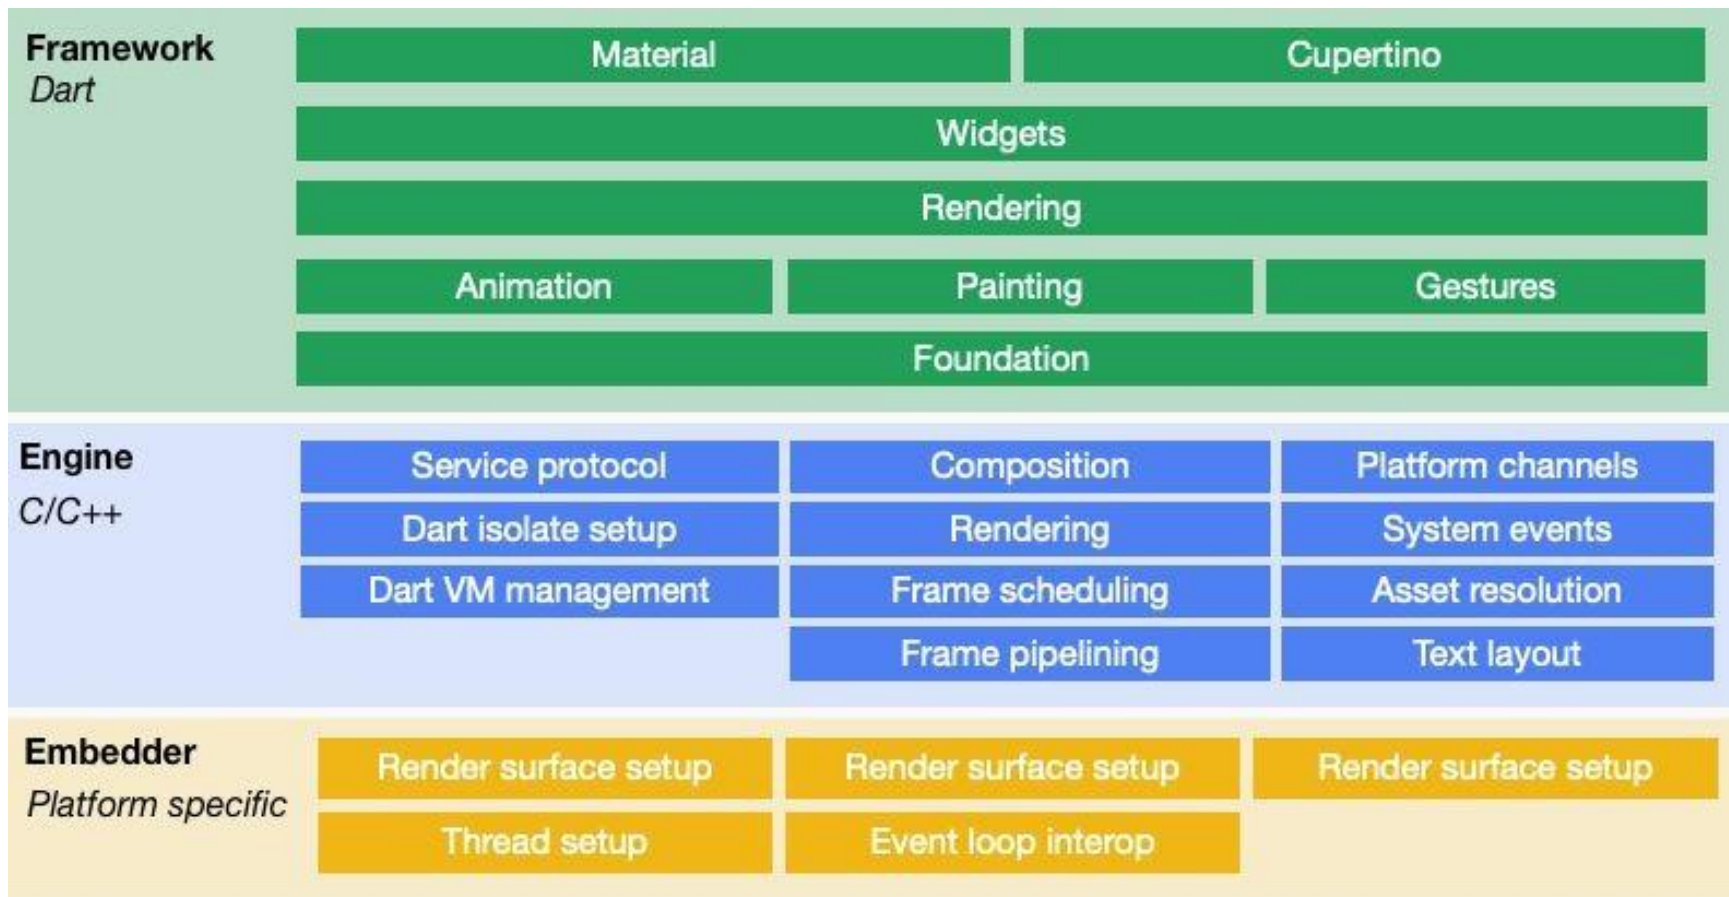 Framework
Dart
Material
Cupertino
Widgets
Rendering
Animation
Painting
Gestures
Foundation
Engine
C/C++
Service protocol
Composition
Platform channels
Dart isolate setup
Rendering
System events
Dart VM management
Frame scheduling
Asset resolution
Frame pipelining
Text layout
Embedder
Platform specific
Render surface setup
Render surface setup
Render surface setup
Thread setup
Event loop interop